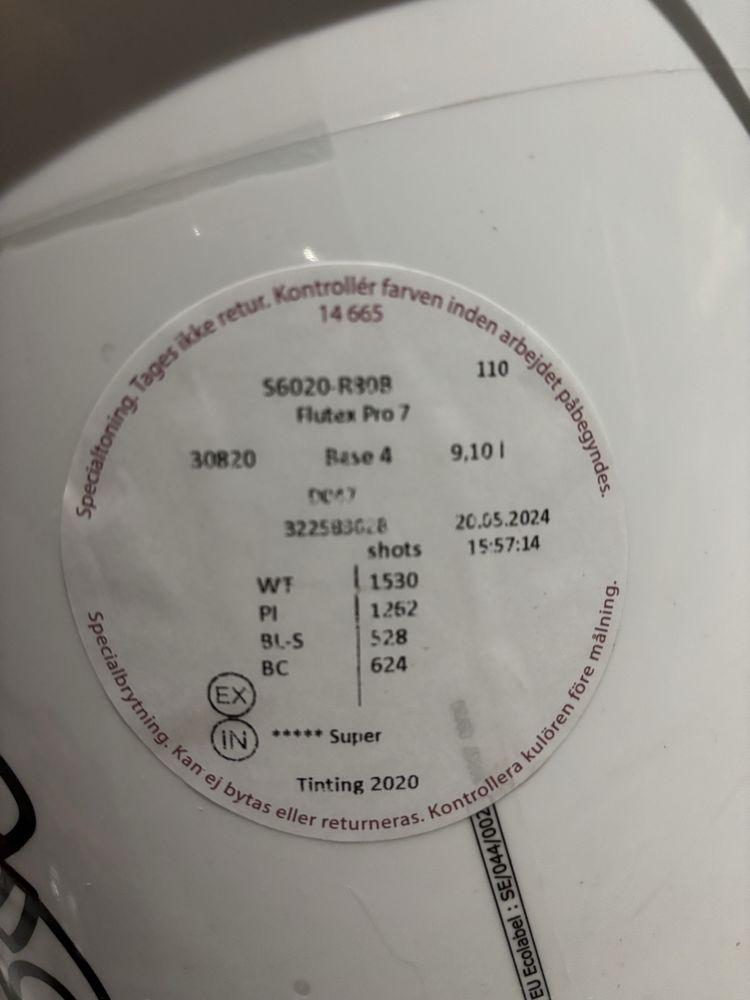 Specialtoning. Tages ikke retur. Kontrollér farven inden arbejdet påbegyndes.
14 665
110
S6020-R30B
Flutex Pro 7
30820 Base 4 9,10 l
20.05.2024
shots 15:57:14
WT 1530
PI 1262
BL-S 528
BC 624
EX
IN ***** Super
Tinting 2020
Specialbrytning. Kan ej bytas eller returneras. Kontrollera kulören före målning.
EU Ecolabel : SE/044/002